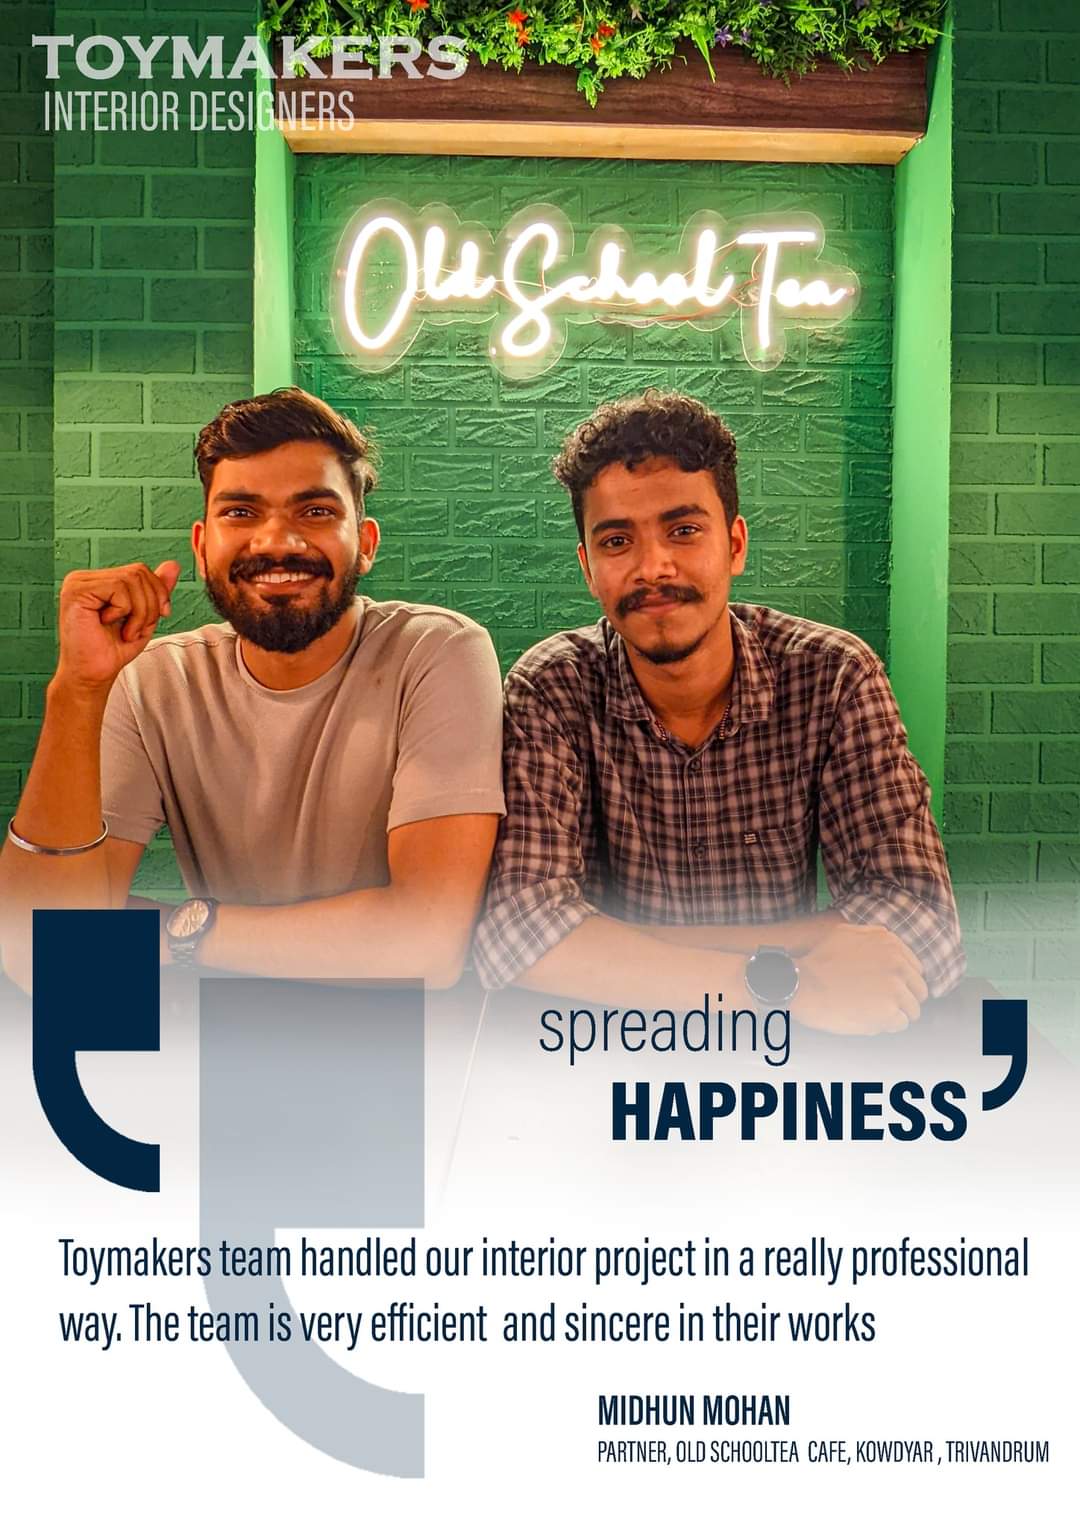 TOYMAKERS
INTERIOR DESIGNERS
Old School Tea
spreading
HAPPINESS
Toymakers team handled our interior project in a really professional
way. The team is very efficient  and sincere in their works
MIDHUN MOHAN
PARTNER, OLD SCHOOLTEA  CAFE, KOWDYAR , TRIVANDRUM